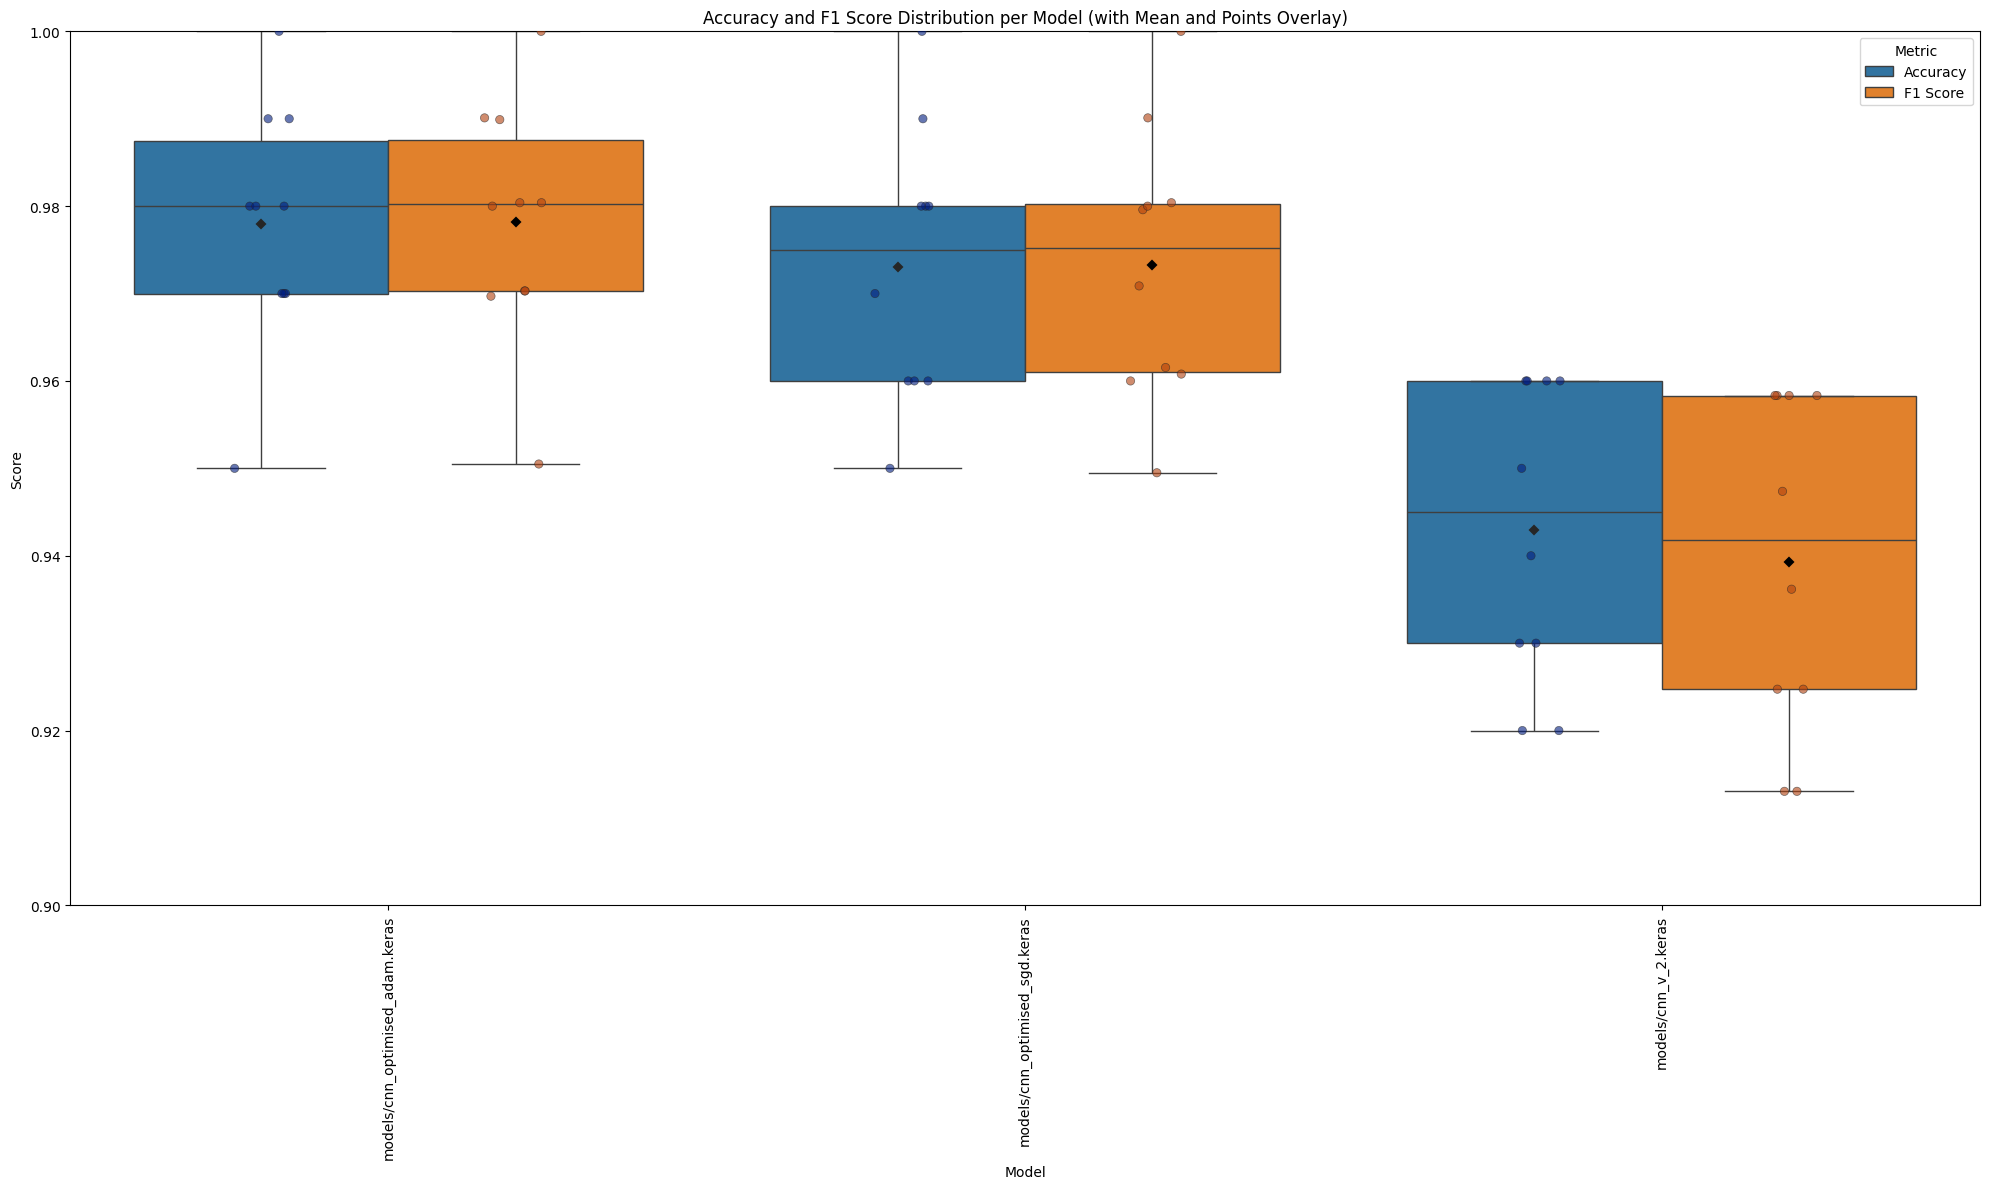 Accuracy and F1 Score Distribution per Model (with Mean and Points Overlay)
Metric
Accuracy
F1 Score
Score
1.00
0.98
0.96
0.94
0.92
0.90
models/cnn_optimised_adam.keras
models/cnn_optimised_sgd.keras
models/cnn_v_2.keras
Model